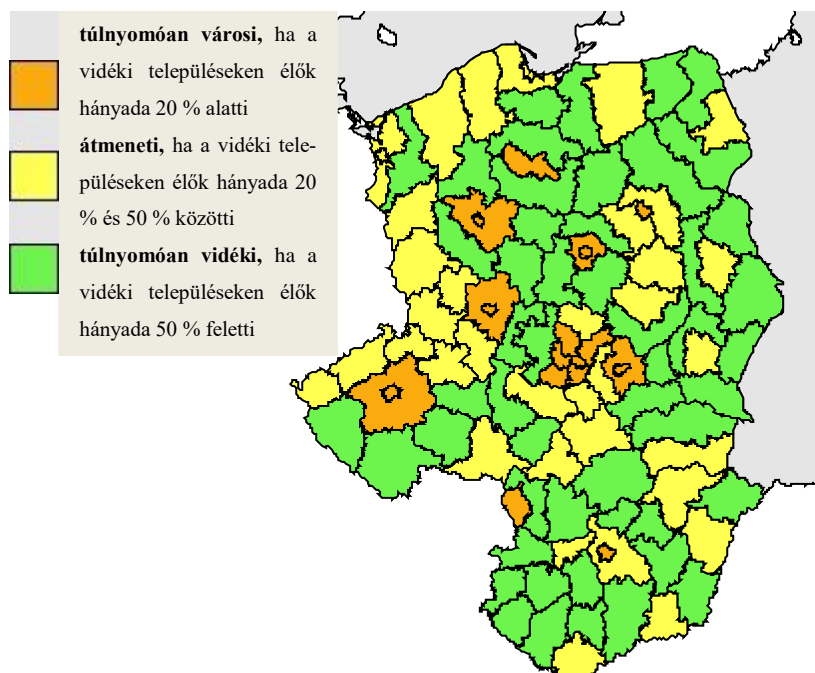 túlnyomóan városi, ha a
vidéki településeken élők
hányada 20 % alatti
átmeneti, ha a vidéki tele-
püléseken élők hányada 20
% és 50 % közötti
túlnyomóan vidéki, ha a
vidéki településeken élők
hányada 50 % feletti